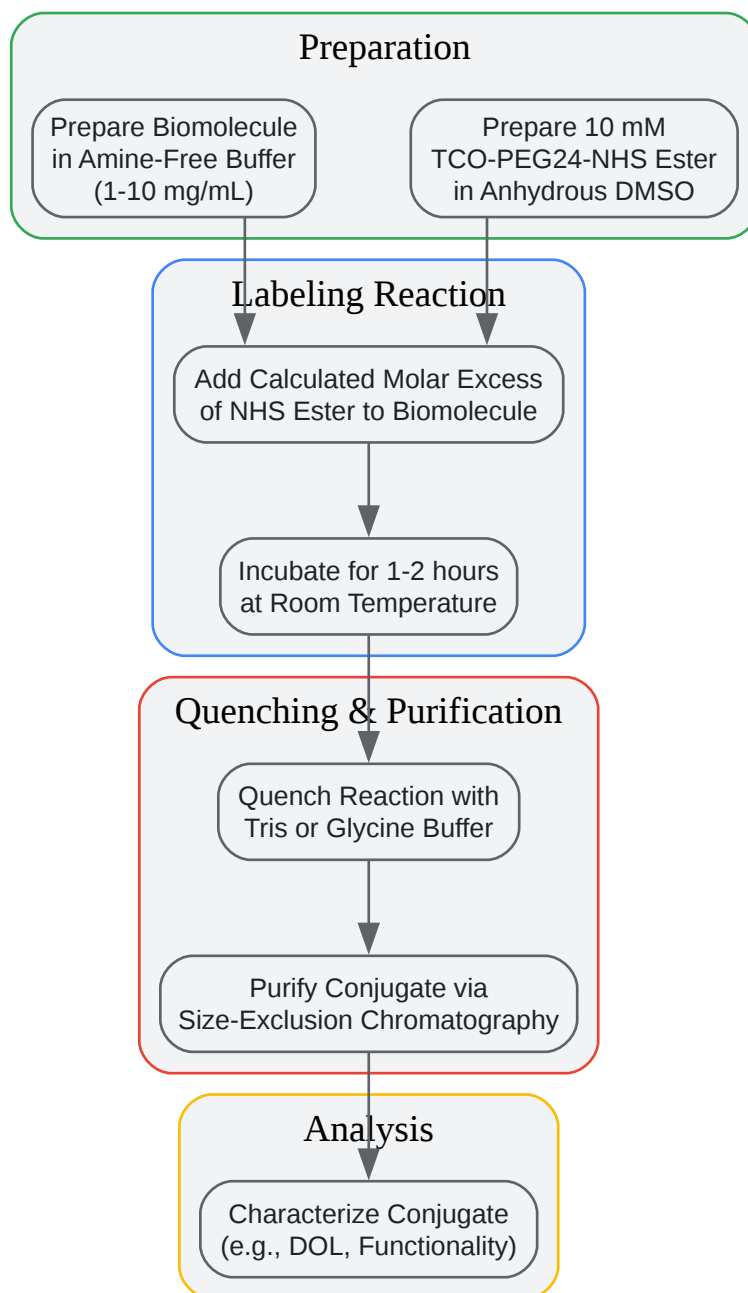 Preparation
Prepare Biomolecule
in Amine-Free Buffer
(1-10 mg/mL)
Prepare 10 mM
TCO-PEG24-NHS Ester
in Anhydrous DMSO
Labeling Reaction
Add Calculated Molar Excess
of NHS Ester to Biomolecule
Incubate for 1-2 hours
at Room Temperature
Quenching & Purification
Quench Reaction with
Tris or Glycine Buffer
Purify Conjugate via
Size-Exclusion Chromatography
Analysis
Characterize Conjugate
(e.g., DOL, Functionality)